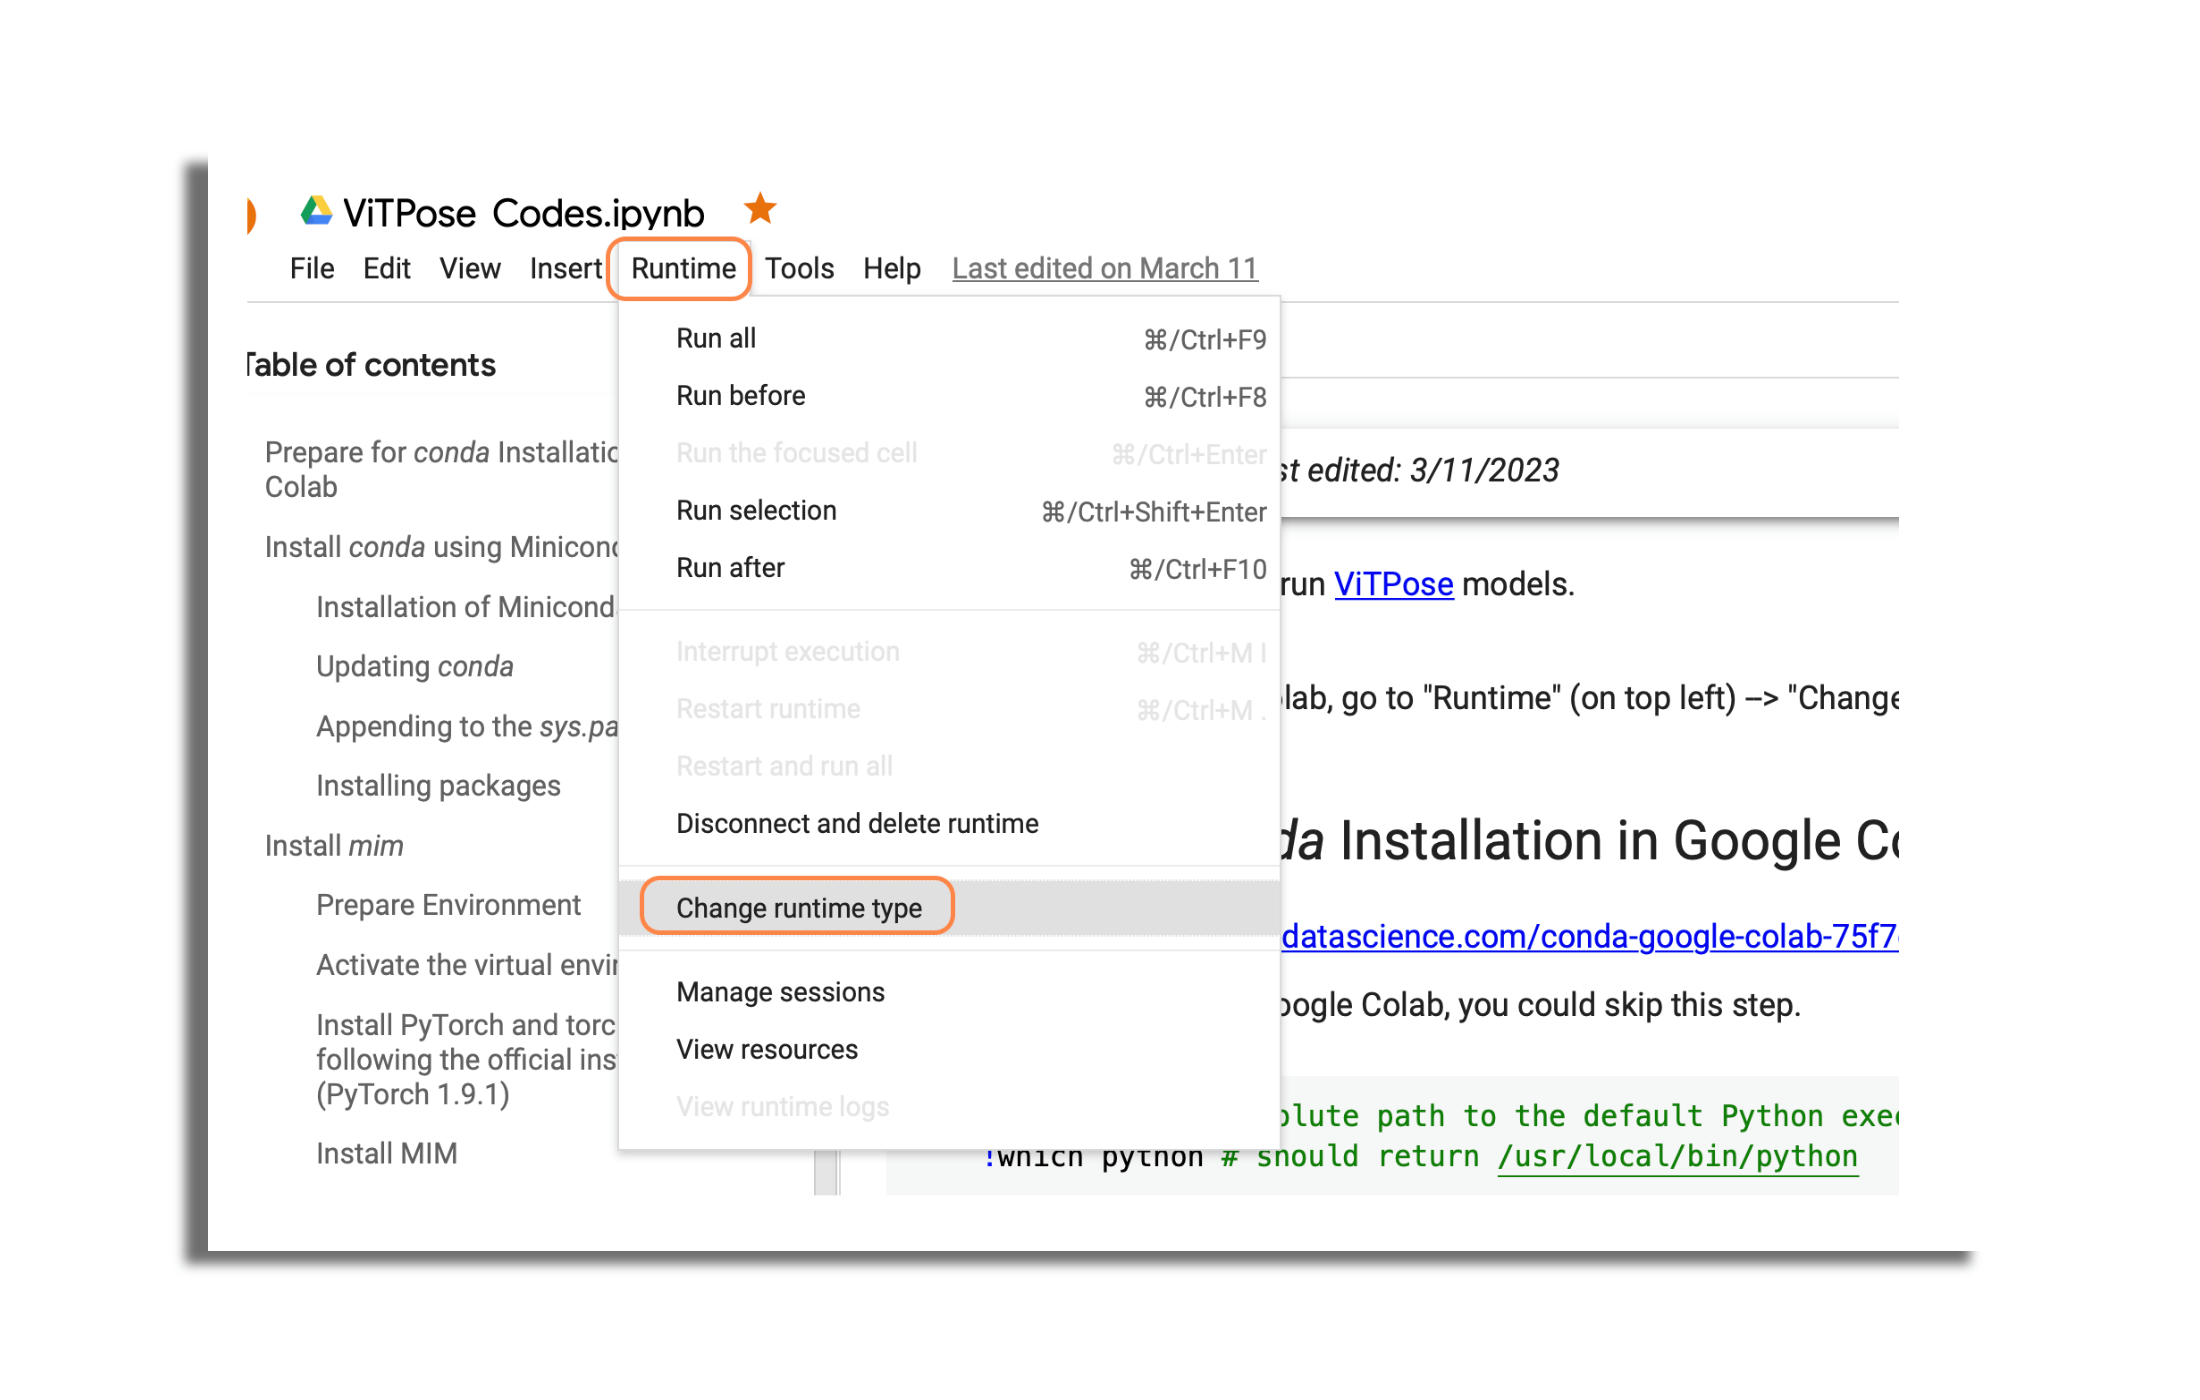 ViTPose Codes.ipynb
File Edit View Insert Runtime Tools Help Last edited on March 11
Table of contents
Prepare for conda Installatio
Colab
Install conda using Minicond
Installation of Minicond
Updating conda
Appending to the sys.pa
Installing packages
Install mim
Prepare Environment
Activate the virtual envir
Install PyTorch and torc
following the official ins
(PyTorch 1.9.1)
Install MIM
Run all ⌘/Ctrl+F9
Run before ⌘/Ctrl+F8
Run the focused cell ⌘/Ctrl+Enter
Run selection ⌘/Ctrl+Shift+Enter
Run after ⌘/Ctrl+F10
Interrupt execution ⌘/Ctrl+M I
Restart runtime ⌘/Ctrl+M .
Restart and run all
Disconnect and delete runtime
Change runtime type
Manage sessions
View resources
View runtime logs
st edited: 3/11/2023
run ViTPose models.
lab, go to "Runtime" (on top left) --> "Change
da Installation in Google Co
datascience.com/conda-google-colab-75f7
oogle Colab, you could skip this step.
olute path to the default Python exec
!which python # should return /usr/local/bin/python